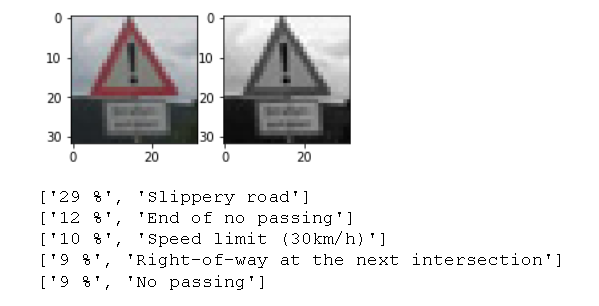 0
10
20
30
0 20
0
10
20
30
0 20
!
!
['29 %', 'Slippery road']
['12 %', 'End of no passing']
['10 %', 'Speed limit (30km/h)']
['9 %', 'Right-of-way at the next intersection']
['9 %', 'No passing']